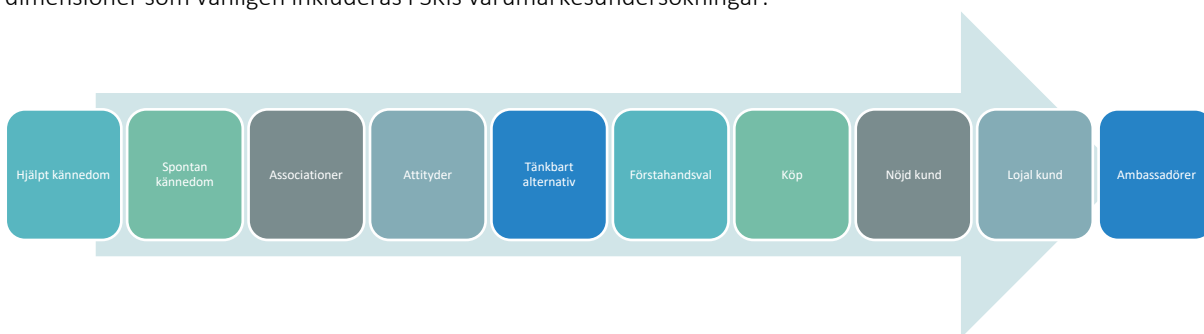 dimensioner som vanligen inkluderas i SKIs varumärkesundersökningar:
Hjälpt kännedom
Spontan
kännedom
Associationer
Attityder
Tänkbart
alternativ
Förstahandsval
Köp
Nöjd kund
Lojal kund
Ambassadörer